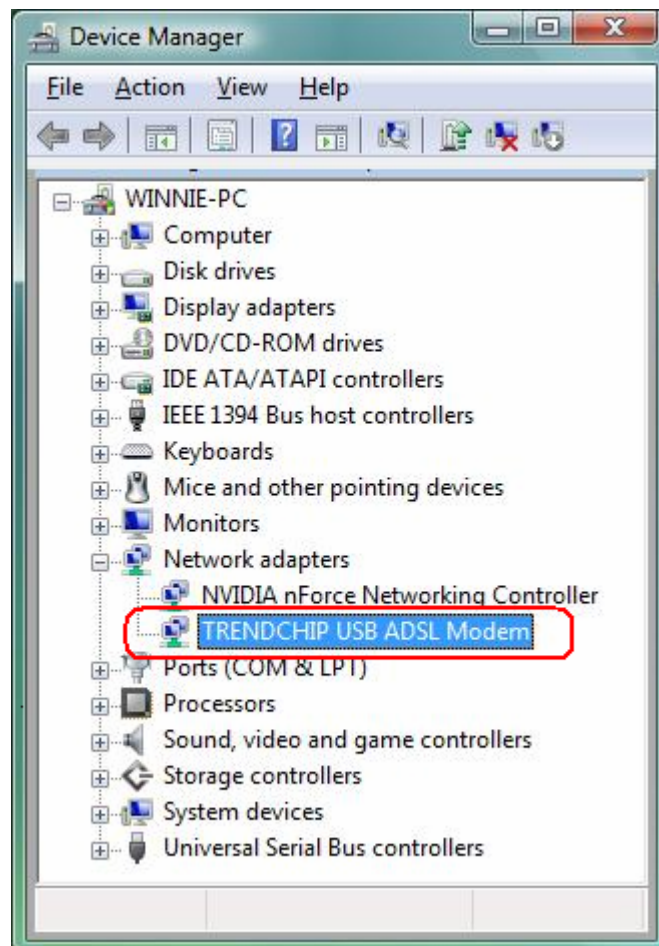 Device Manager
File Action View Help
WINNIE-PC
Computer
Disk drives
Display adapters
DVD/CD-ROM drives
IDE ATA/ATAPI controllers
IEEE 1394 Bus host controllers
Keyboards
Mice and other pointing devices
Monitors
Network adapters
NVIDIA nForce Networking Controller
TRENDCHIP USB ADSL Modem
Ports (COM & LPT)
Processors
Sound, video and game controllers
Storage controllers
System devices
Universal Serial Bus controllers